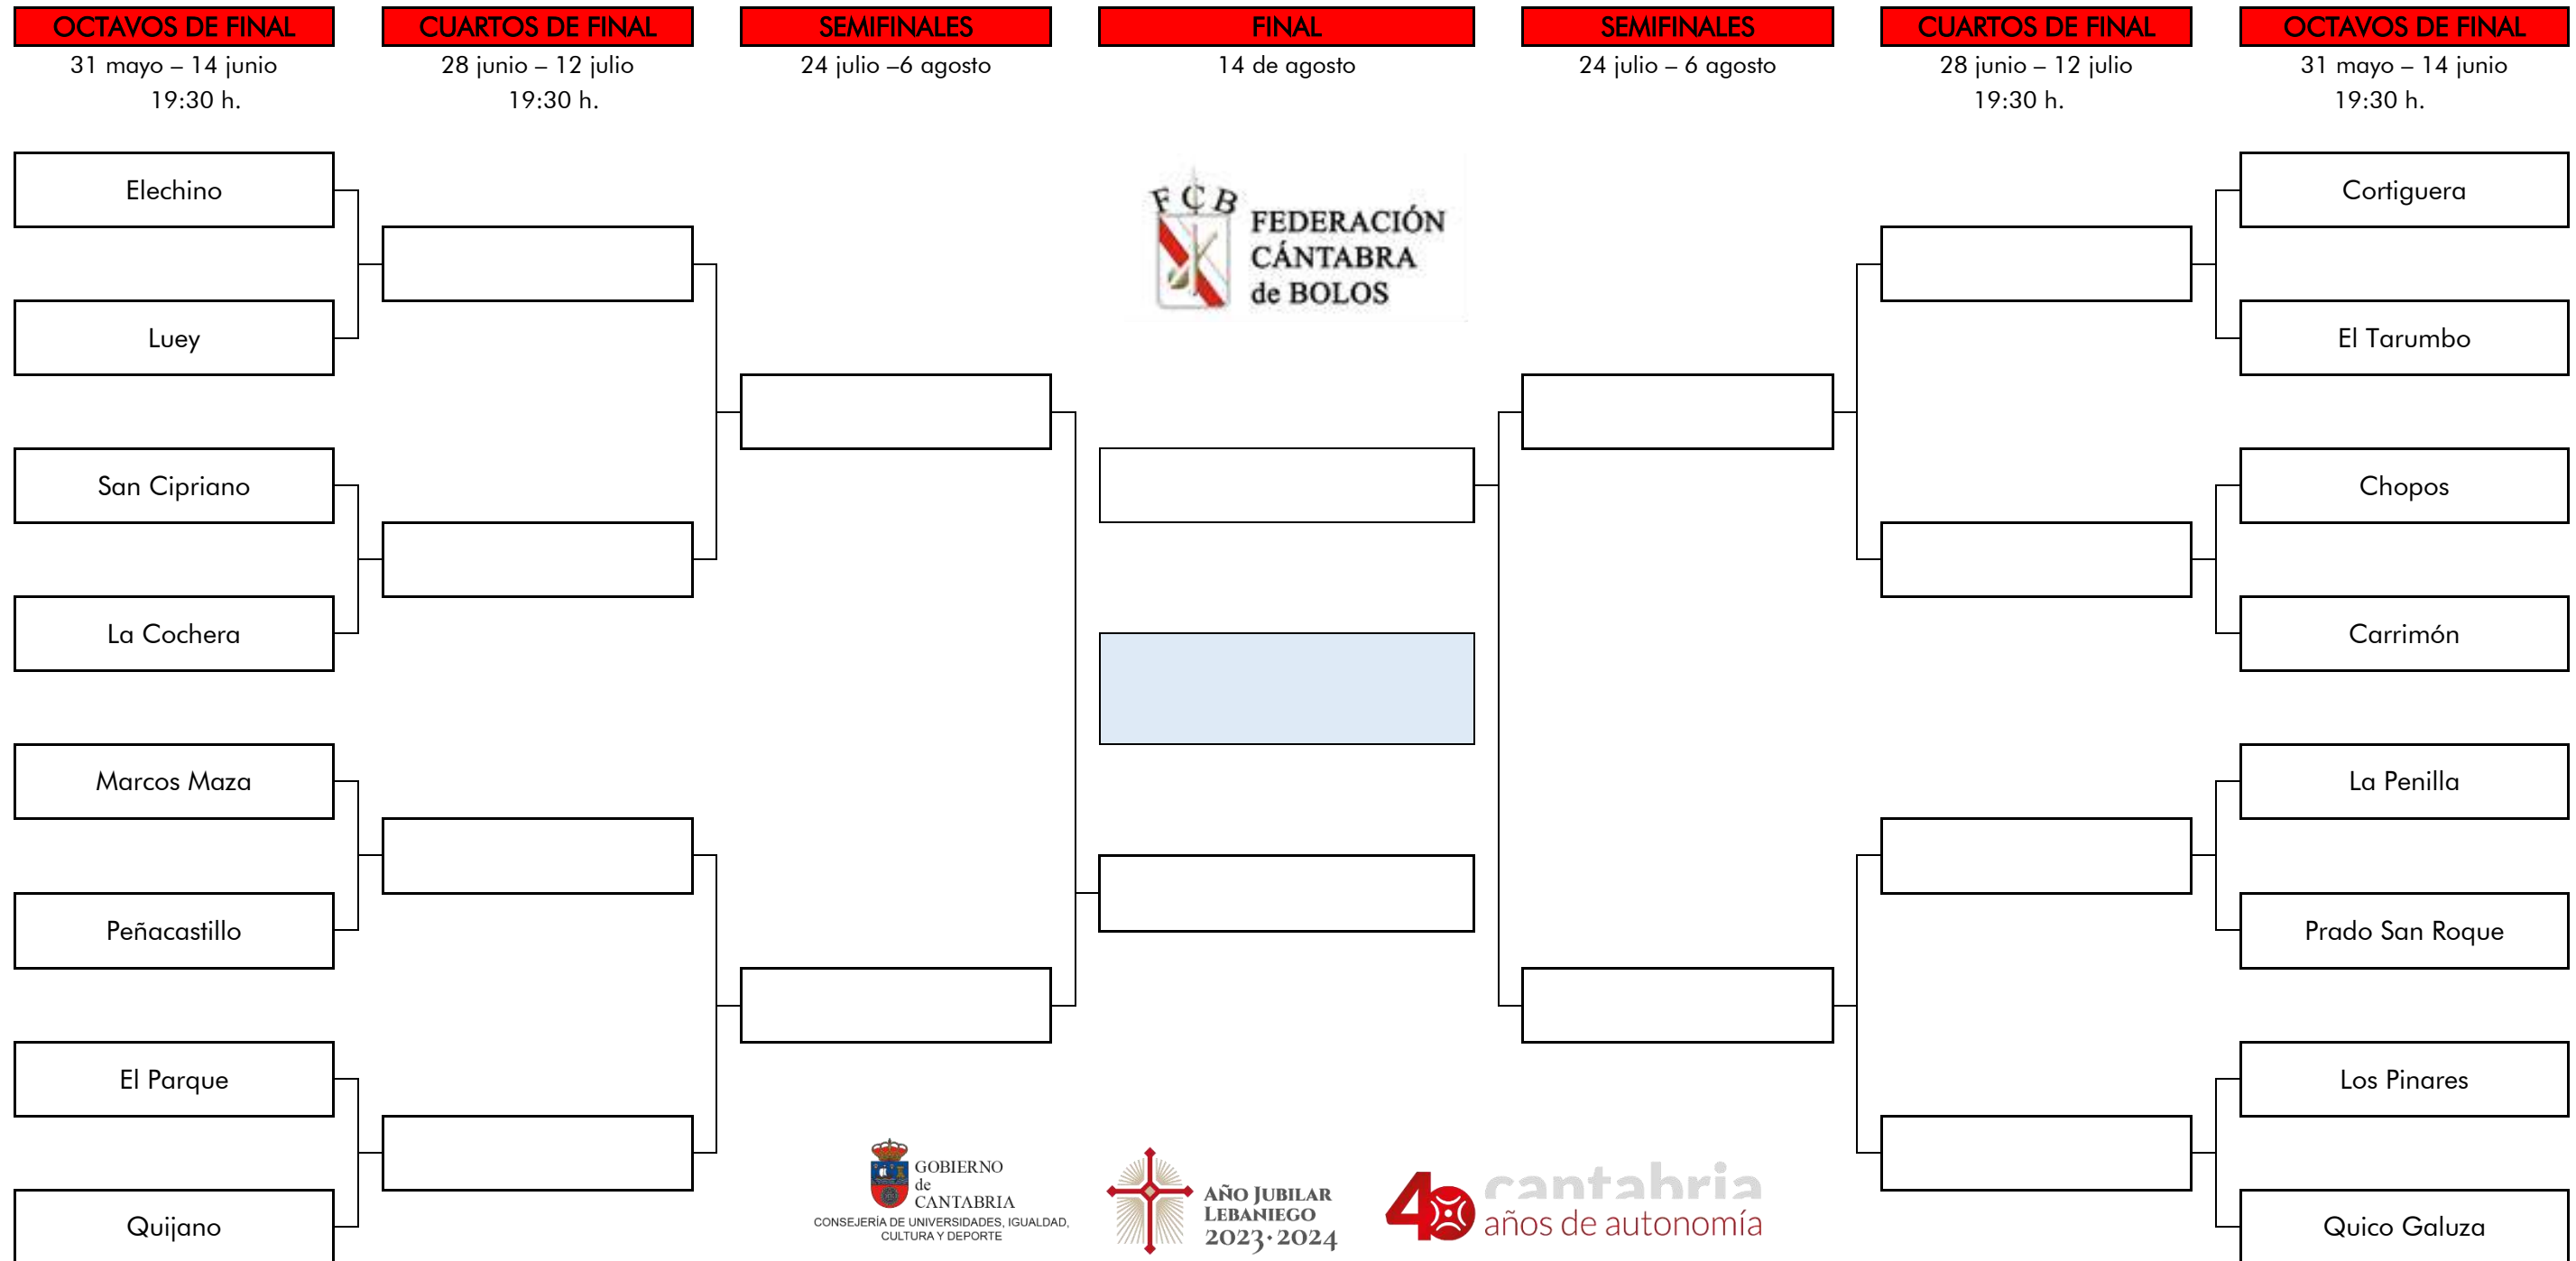 OCTAVOS DE FINAL
CUARTOS DE FINAL
SEMIFINALES
FINAL
SEMIFINALES
CUARTOS DE FINAL
OCTAVOS DE FINAL
31 mayo – 14 junio
28 junio – 12 julio
24 julio –6 agosto
14 de agosto
24 julio – 6 agosto
28 junio – 12 julio
31 mayo – 14 junio
19:30 h.
19:30 h.
19:30 h.
19:30 h.
Elechino
Luey
San Cipriano
La Cochera
Marcos Maza
Peñacastillo
El Parque
Quijano
FCB
FEDERACIÓN
CÁNTABRA
de BOLOS
Cortiguera
El Tarumbo
Chopos
Carrimón
La Penilla
Prado San Roque
Los Pinares
Quico Galuza
GOBIERNO
de
CANTABRIA
CONSEJERÍA DE UNIVERSIDADES, IGUALDAD,
CULTURA Y DEPORTE
AÑO JUBILAR
LEBANIEGO
2023·2024
40
cantabria
años de autonomía